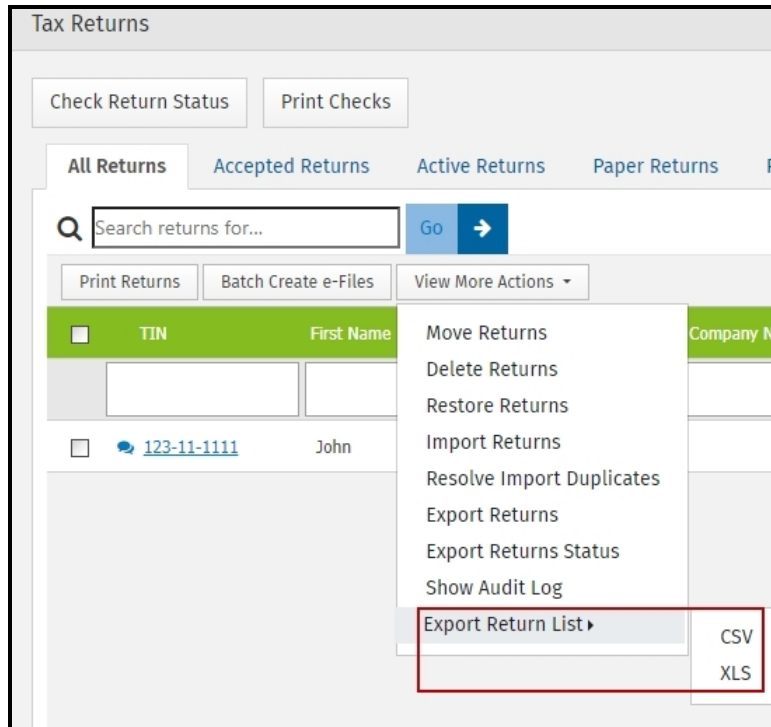 Tax Returns
Check Return Status Print Checks
All Returns Accepted Returns Active Returns Paper Returns
Search returns for... Go
Print Returns Batch Create e-Files View More Actions
TIN First Name Company N
Move Returns
Delete Returns
Restore Returns
123-11-1111 John Import Returns
Resolve Import Duplicates
Export Returns
Export Returns Status
Show Audit Log
Export Return List
CSV
XLS